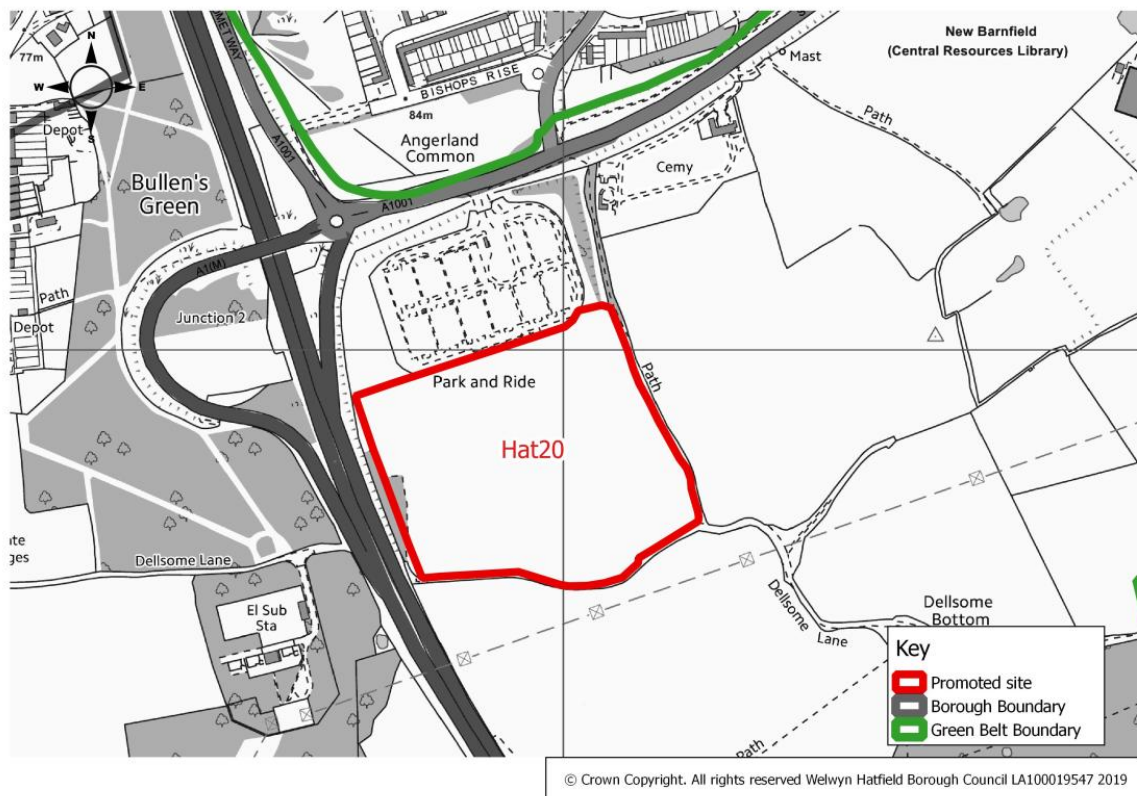 77m
N
W
E
S
Depot
COMET WAY
A1001
BISHOPS RISE
84m
Angerland
Common
A1001
Mast
New Barnfield
(Central Resources Library)
Path
Cemy
Bullen's
Green
A1(M)
Junction 2
Path
Depot
Park and Ride
Path
Hat20
Dellsome Lane
El Sub
Sta
Dellsome
Lane
Dellsome
Bottom
Path
Key
Promoted site
Borough Boundary
Green Belt Boundary
© Crown Copyright. All rights reserved Welwyn Hatfield Borough Council LA100019547 2019